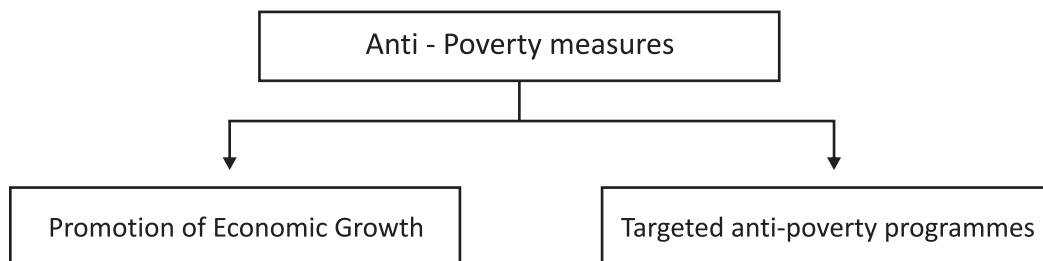 Anti - Poverty measures
Promotion of Economic Growth
Targeted anti-poverty programmes